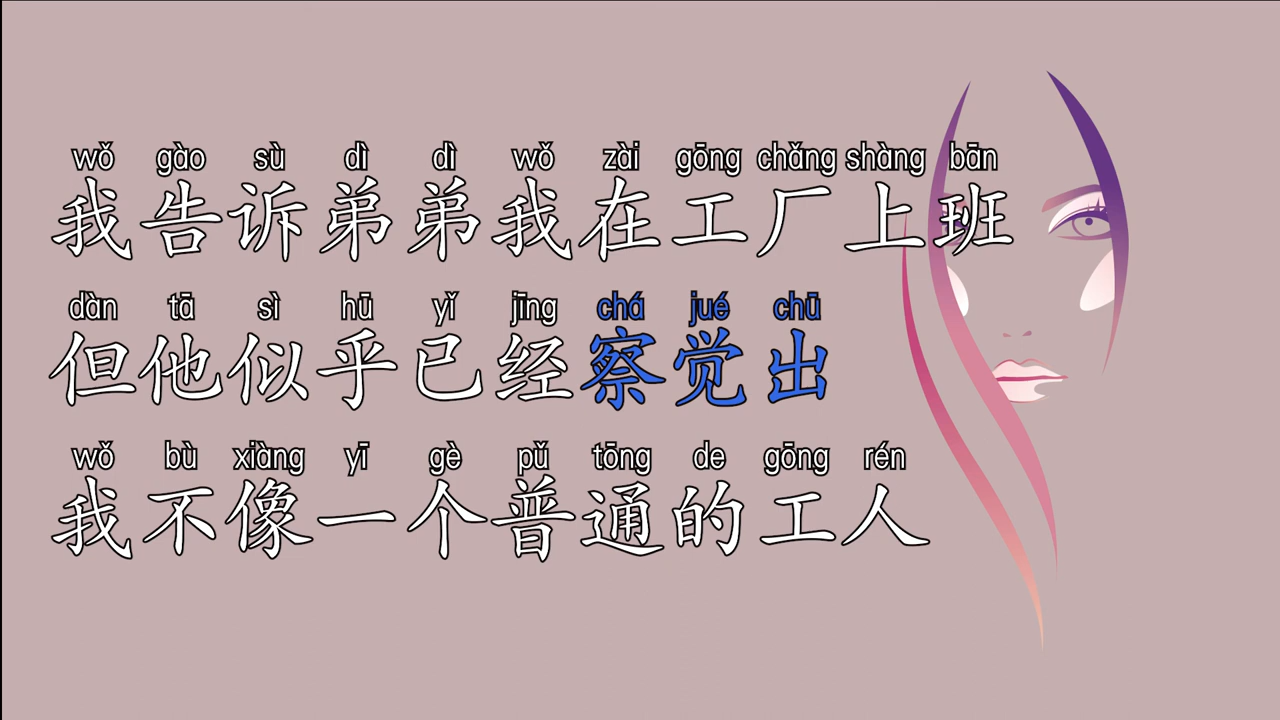 wǒ gào sù dì dì wǒ zài gōng chǎng shàng bān
我告诉弟弟我在工厂上班
dàn tā sì hū yǐ jīng chá jué chū
但他似乎已经察觉出
wǒ bù xiàng yī gè pǔ tōng de gōng rén
我不像一个普通的工人